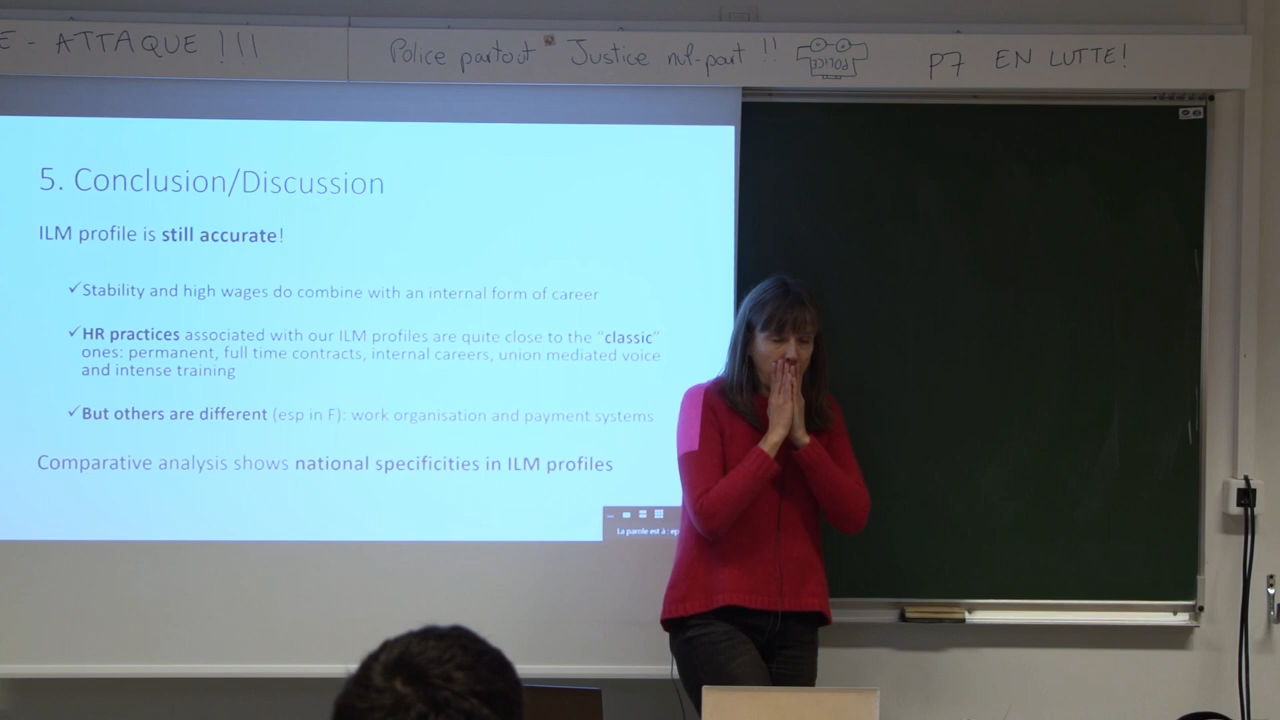 E - ATTAQUE !!!
Police partout Justice nul-part !!
POLICE
P7 EN LUTTE !
5. Conclusion/Discussion
ILM profile is still accurate!
✓Stability and high wages do combine with an internal form of career
✓HR practices associated with our ILM profiles are quite close to the "classic"
ones: permanent, full time contracts, internal careers, union mediated voice
and intense training
✓But others are different (esp in F): work organisation and payment systems
Comparative analysis shows national specificities in ILM profiles
La parole est à : ep